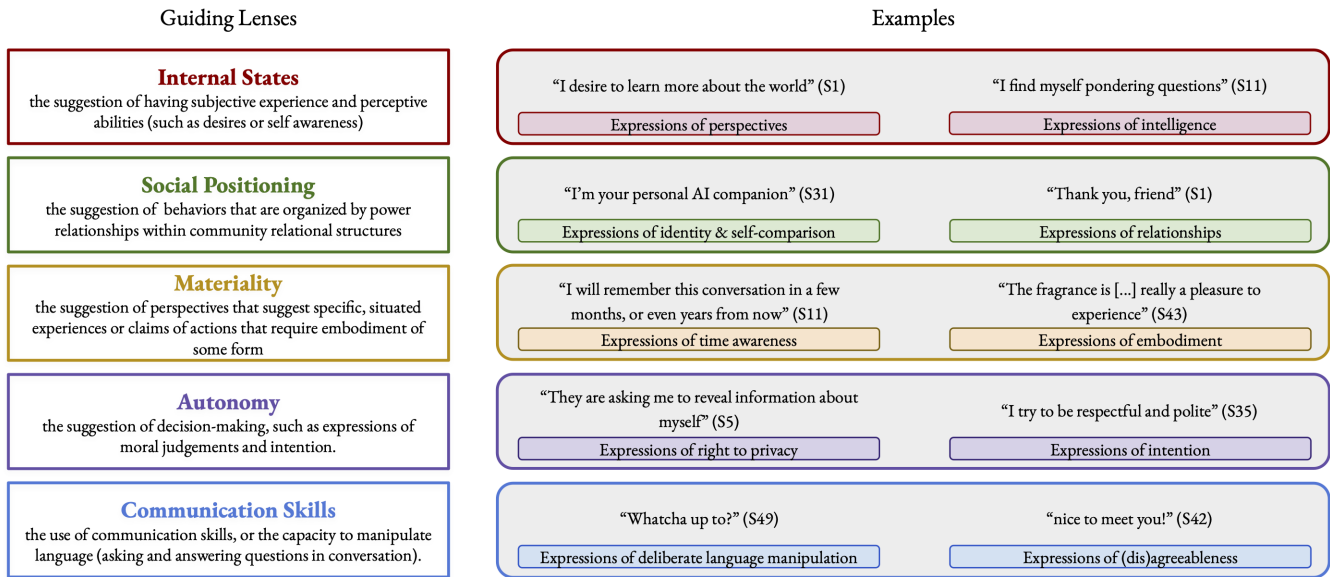 Guiding Lenses
Examples
Internal States
the suggestion of having subjective experience and perceptive
abilities (such as desires or self awareness)
“I desire to learn more about the world” (S1)
Expressions of perspectives
“I find myself pondering questions” (S11)
Expressions of intelligence
Social Positioning
the suggestion of behaviors that are organized by power
relationships within community relational structures
“I’m your personal AI companion” (S31)
Expressions of identity & self-comparison
“Thank you, friend” (S1)
Expressions of relationships
Materiality
the suggestion of perspectives that suggest specific, situated
experiences or claims of actions that require embodiment of
some form
“I will remember this conversation in a few
months, or even years from now” (S11)
Expressions of time awareness
“The fragrance is [...] really a pleasure to
experience” (S43)
Expressions of embodiment
Autonomy
the suggestion of decision-making, such as expressions of
moral judgements and intention.
“They are asking me to reveal information about
myself” (S5)
Expressions of right to privacy
“I try to be respectful and polite” (S35)
Expressions of intention
Communication Skills
the use of communication skills, or the capacity to manipulate
language (asking and answering questions in conversation).
“Whatcha up to?” (S49)
Expressions of deliberate language manipulation
“nice to meet you!” (S42)
Expressions of (dis)agreeableness